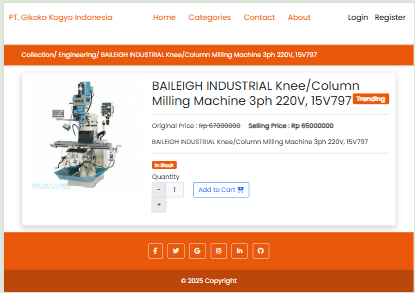 PT. Gikoko Kogyo Indonesia
Home Categories Contact About
Login Register
Collection/ Engineering/ BAILEIGH INDUSTRIAL Knee/Column Milling Machine 3ph 220V, 15V797
BAILEIGH INDUSTRIAL Knee/Column
Milling Machine 3ph 220V, 15V797 Trending
Original Price : Rp 67000000 Selling Price : Rp 65000000
BAILEIGH INDUSTRIAL Knee/Column Milling Machine 3ph 220V, 15V797
In Stock
Quantity
- 1
+
Add to Cart
© 2025 Copyright